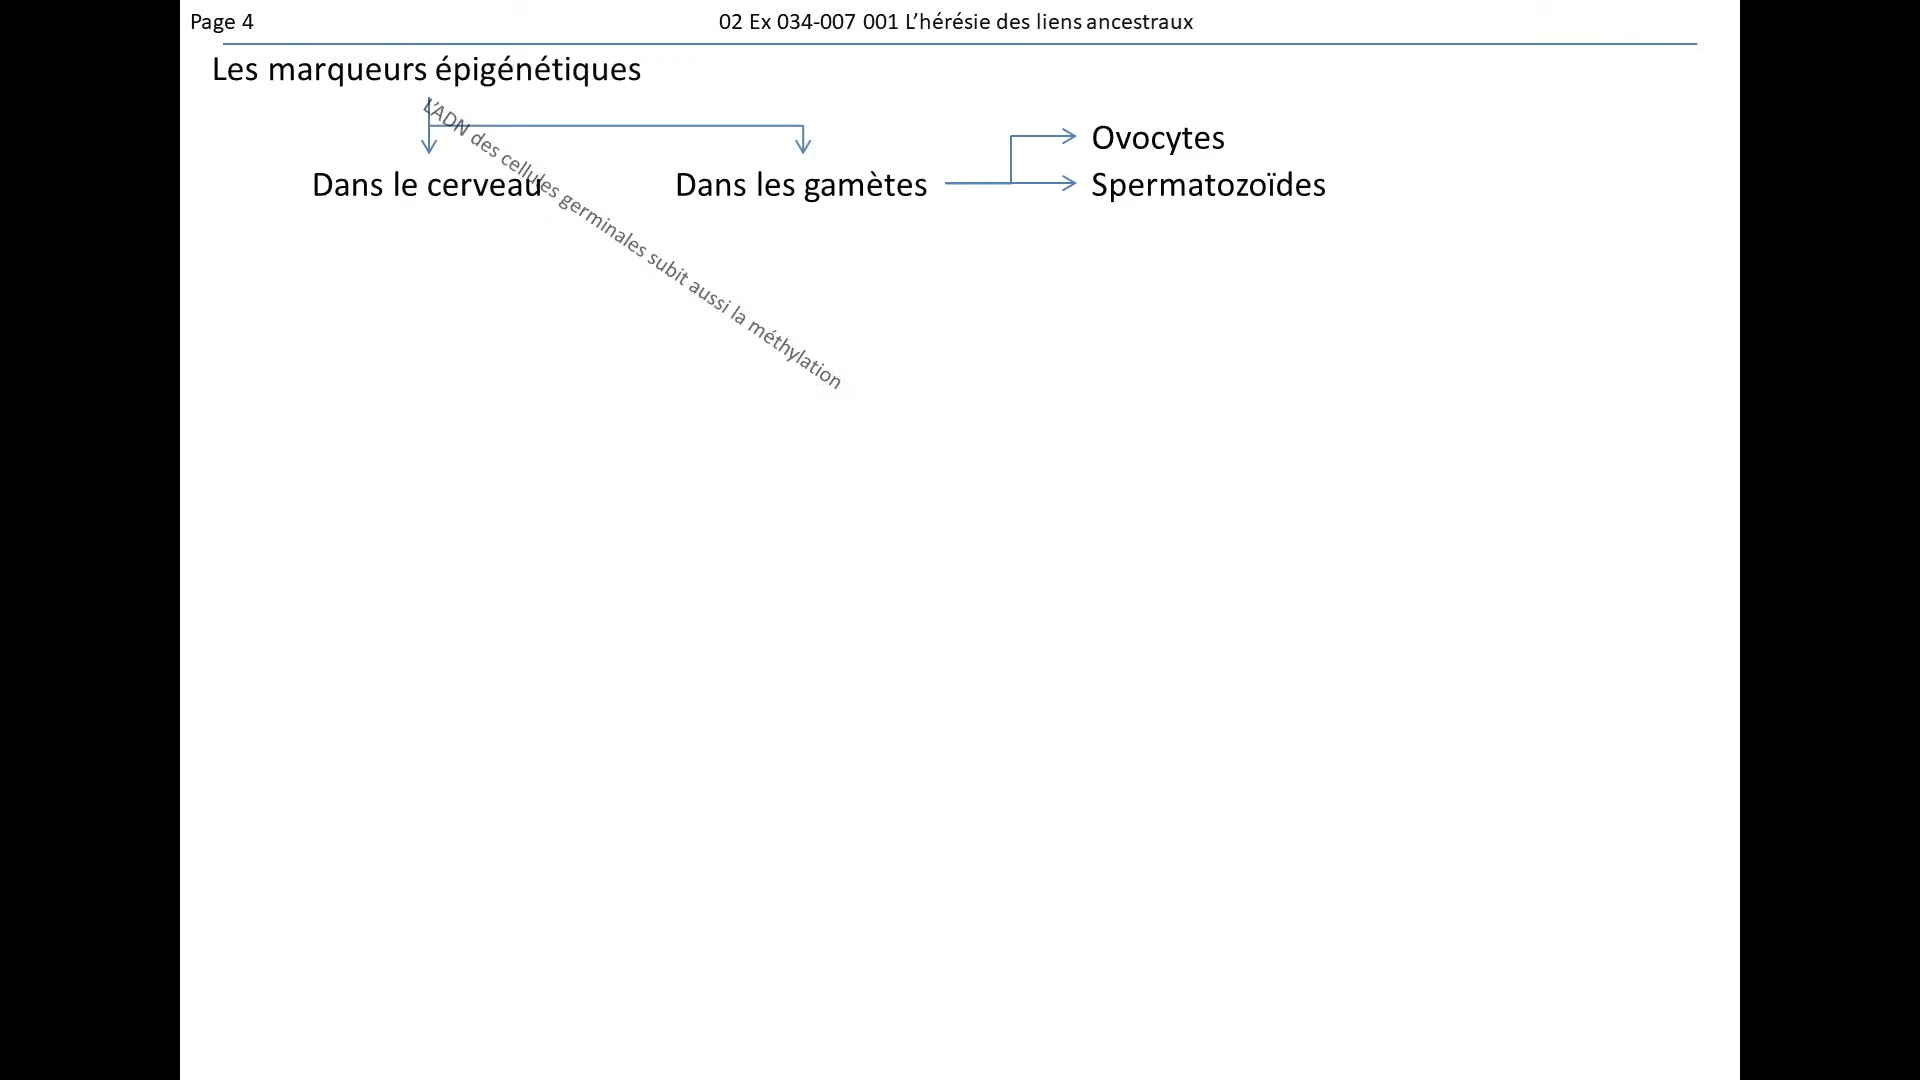 Page 4
02 Ex 034-007 001 L’hérésie des liens ancestraux
Les marqueurs épigénétiques
L’ADN des cellules germinales subit aussi la méthylation
Ovocytes
Dans le cerveau
Dans les gamètes
Spermatozoïdes